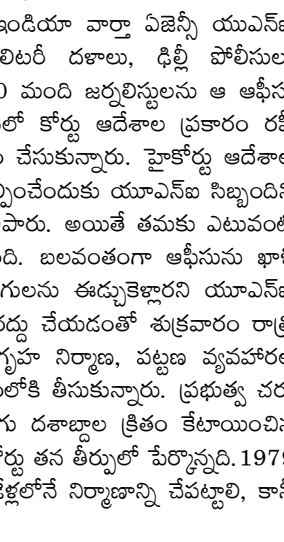 ఇండియా వార్తా ఏజెన్సీ యుఎన్ఐ
లిటరీ దళాలు, ఢిల్లీ పోలీసుల
0 మంది జర్నలిస్టులను ఆ ఆఫీస
లో కోర్టు ఆదేశాల ప్రకారం రఫీ
చేసుకున్నారు. హైకోర్టు ఆదేశాల
ల్పించేందుకు యూఎన్ఐ సిబ్బందిని
పారు. అయితే తమకు ఎటువంటి
ది. బలవంతంగా ఆఫీసును ఖాళీ
గులను ఈడ్చుకెళ్లారని యూఎన్ఐ
రద్దు చేయడంతో శుక్రవారం రాత్రి
గృహ నిర్మాణ, పట్టణ వ్యవహారాల
లోకి తీసుకున్నారు. ప్రభుత్వ చర
గు దశాబ్దాల క్రితం కేటాయించిన
ర్టు తన తీర్పులో పేర్కొన్నది. 1979
డేళ్లలోనే నిర్మాణాన్ని చేపట్టాలి, కానీ